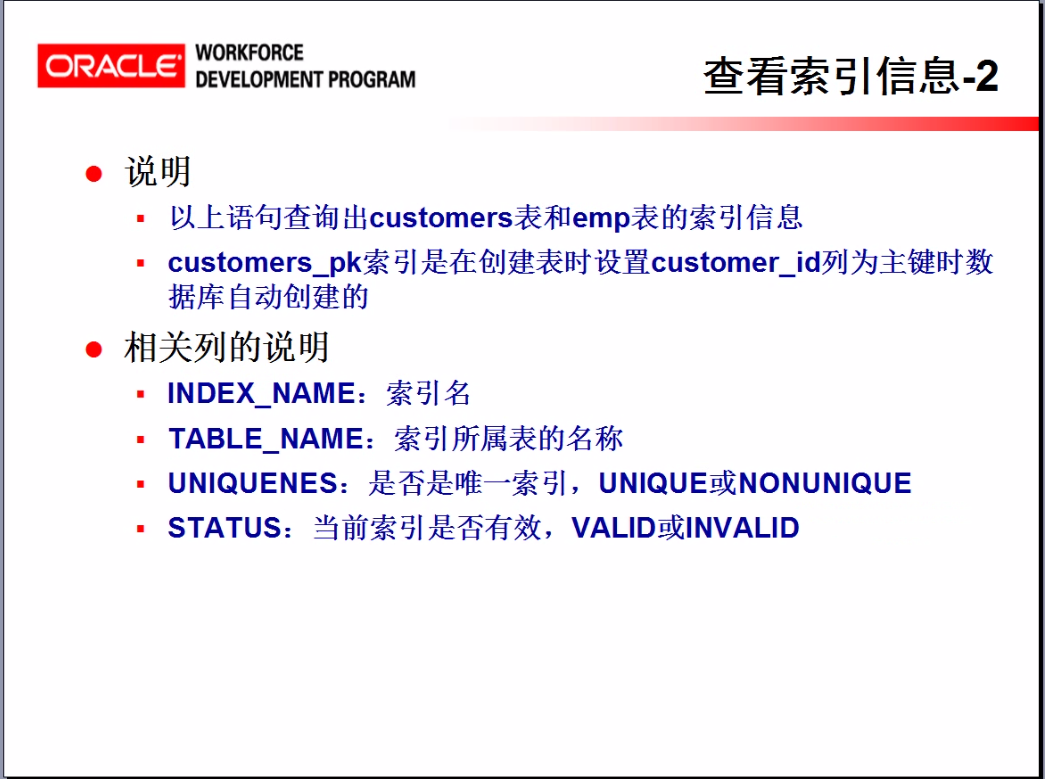 ORACLE
WORKFORCE
DEVELOPMENT PROGRAM
查看索引信息-2
说明
以上语句查询出customers表和emp表的索引信息
customers_pk索引是在创建表时设置customer_id列为主键时数
据库自动创建的
相关列的说明
INDEX_NAME：索引名
TABLE_NAME：索引所属表的名称
UNIQUENES：是否是唯一索引，UNIQUE或NONUNIQUE
STATUS：当前索引是否有效，VALID或INVALID